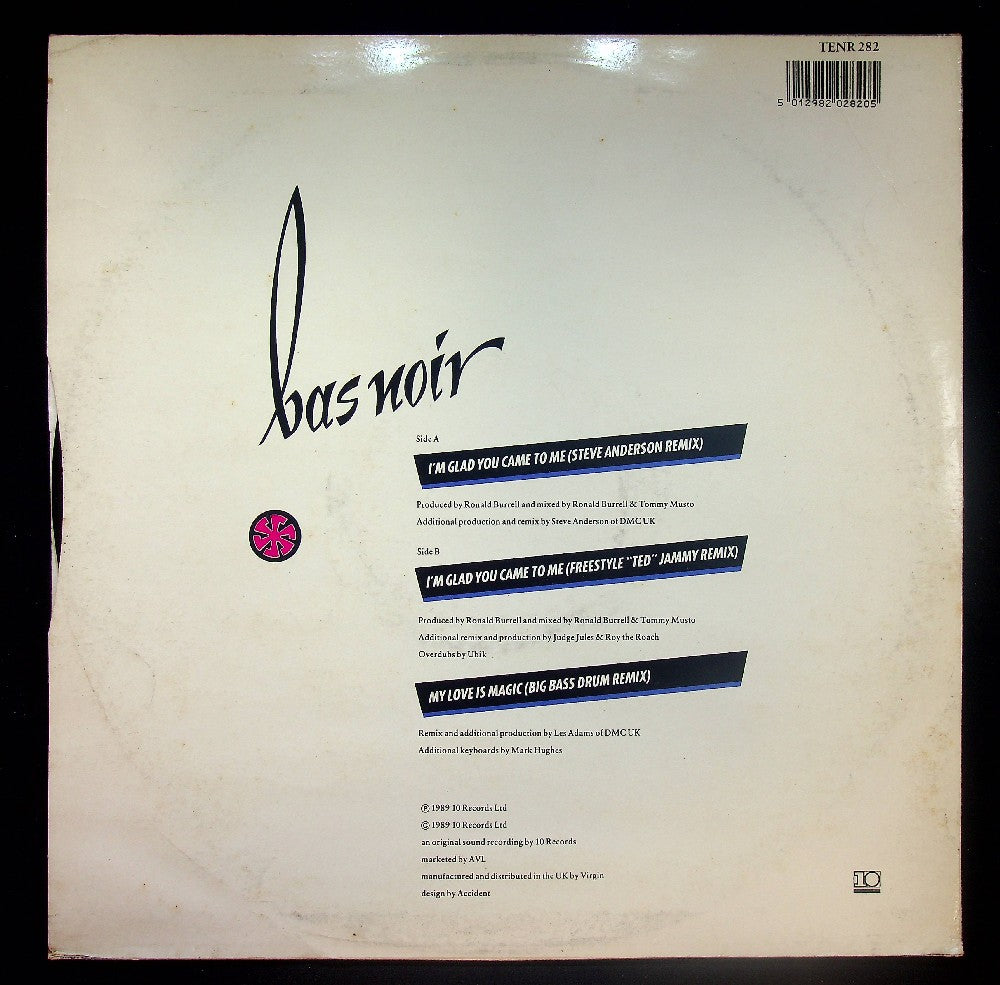 TENR 282
5 012982 028205
bas noir
Side A
I'M GLAD YOU CAME TO ME (STEVE ANDERSON REMIX)
Produced by Ronald Burrell and mixed by Ronald Burrell & Tommy Musto
Additional production and remix by Steve Anderson of DMC UK
Side B
I'M GLAD YOU CAME TO ME (FREESTYLE "TED" JAMMY REMIX)
Produced by Ronald Burrell and mixed by Ronald Burrell & Tommy Musto
Additional remix and production by Judge Jules & Roy the Roach
Overdubs by Ubik
MY LOVE IS MAGIC (BIG BASS DRUM REMIX)
Remix and additional production by Les Adams of DMC UK
Additional keyboards by Mark Hughes
℗ 1989 10 Records Ltd
© 1989 10 Records Ltd
an original sound recording by 10 Records
marketed by AVL
manufactured and distributed in the UK by Virgin
design by Accident
10